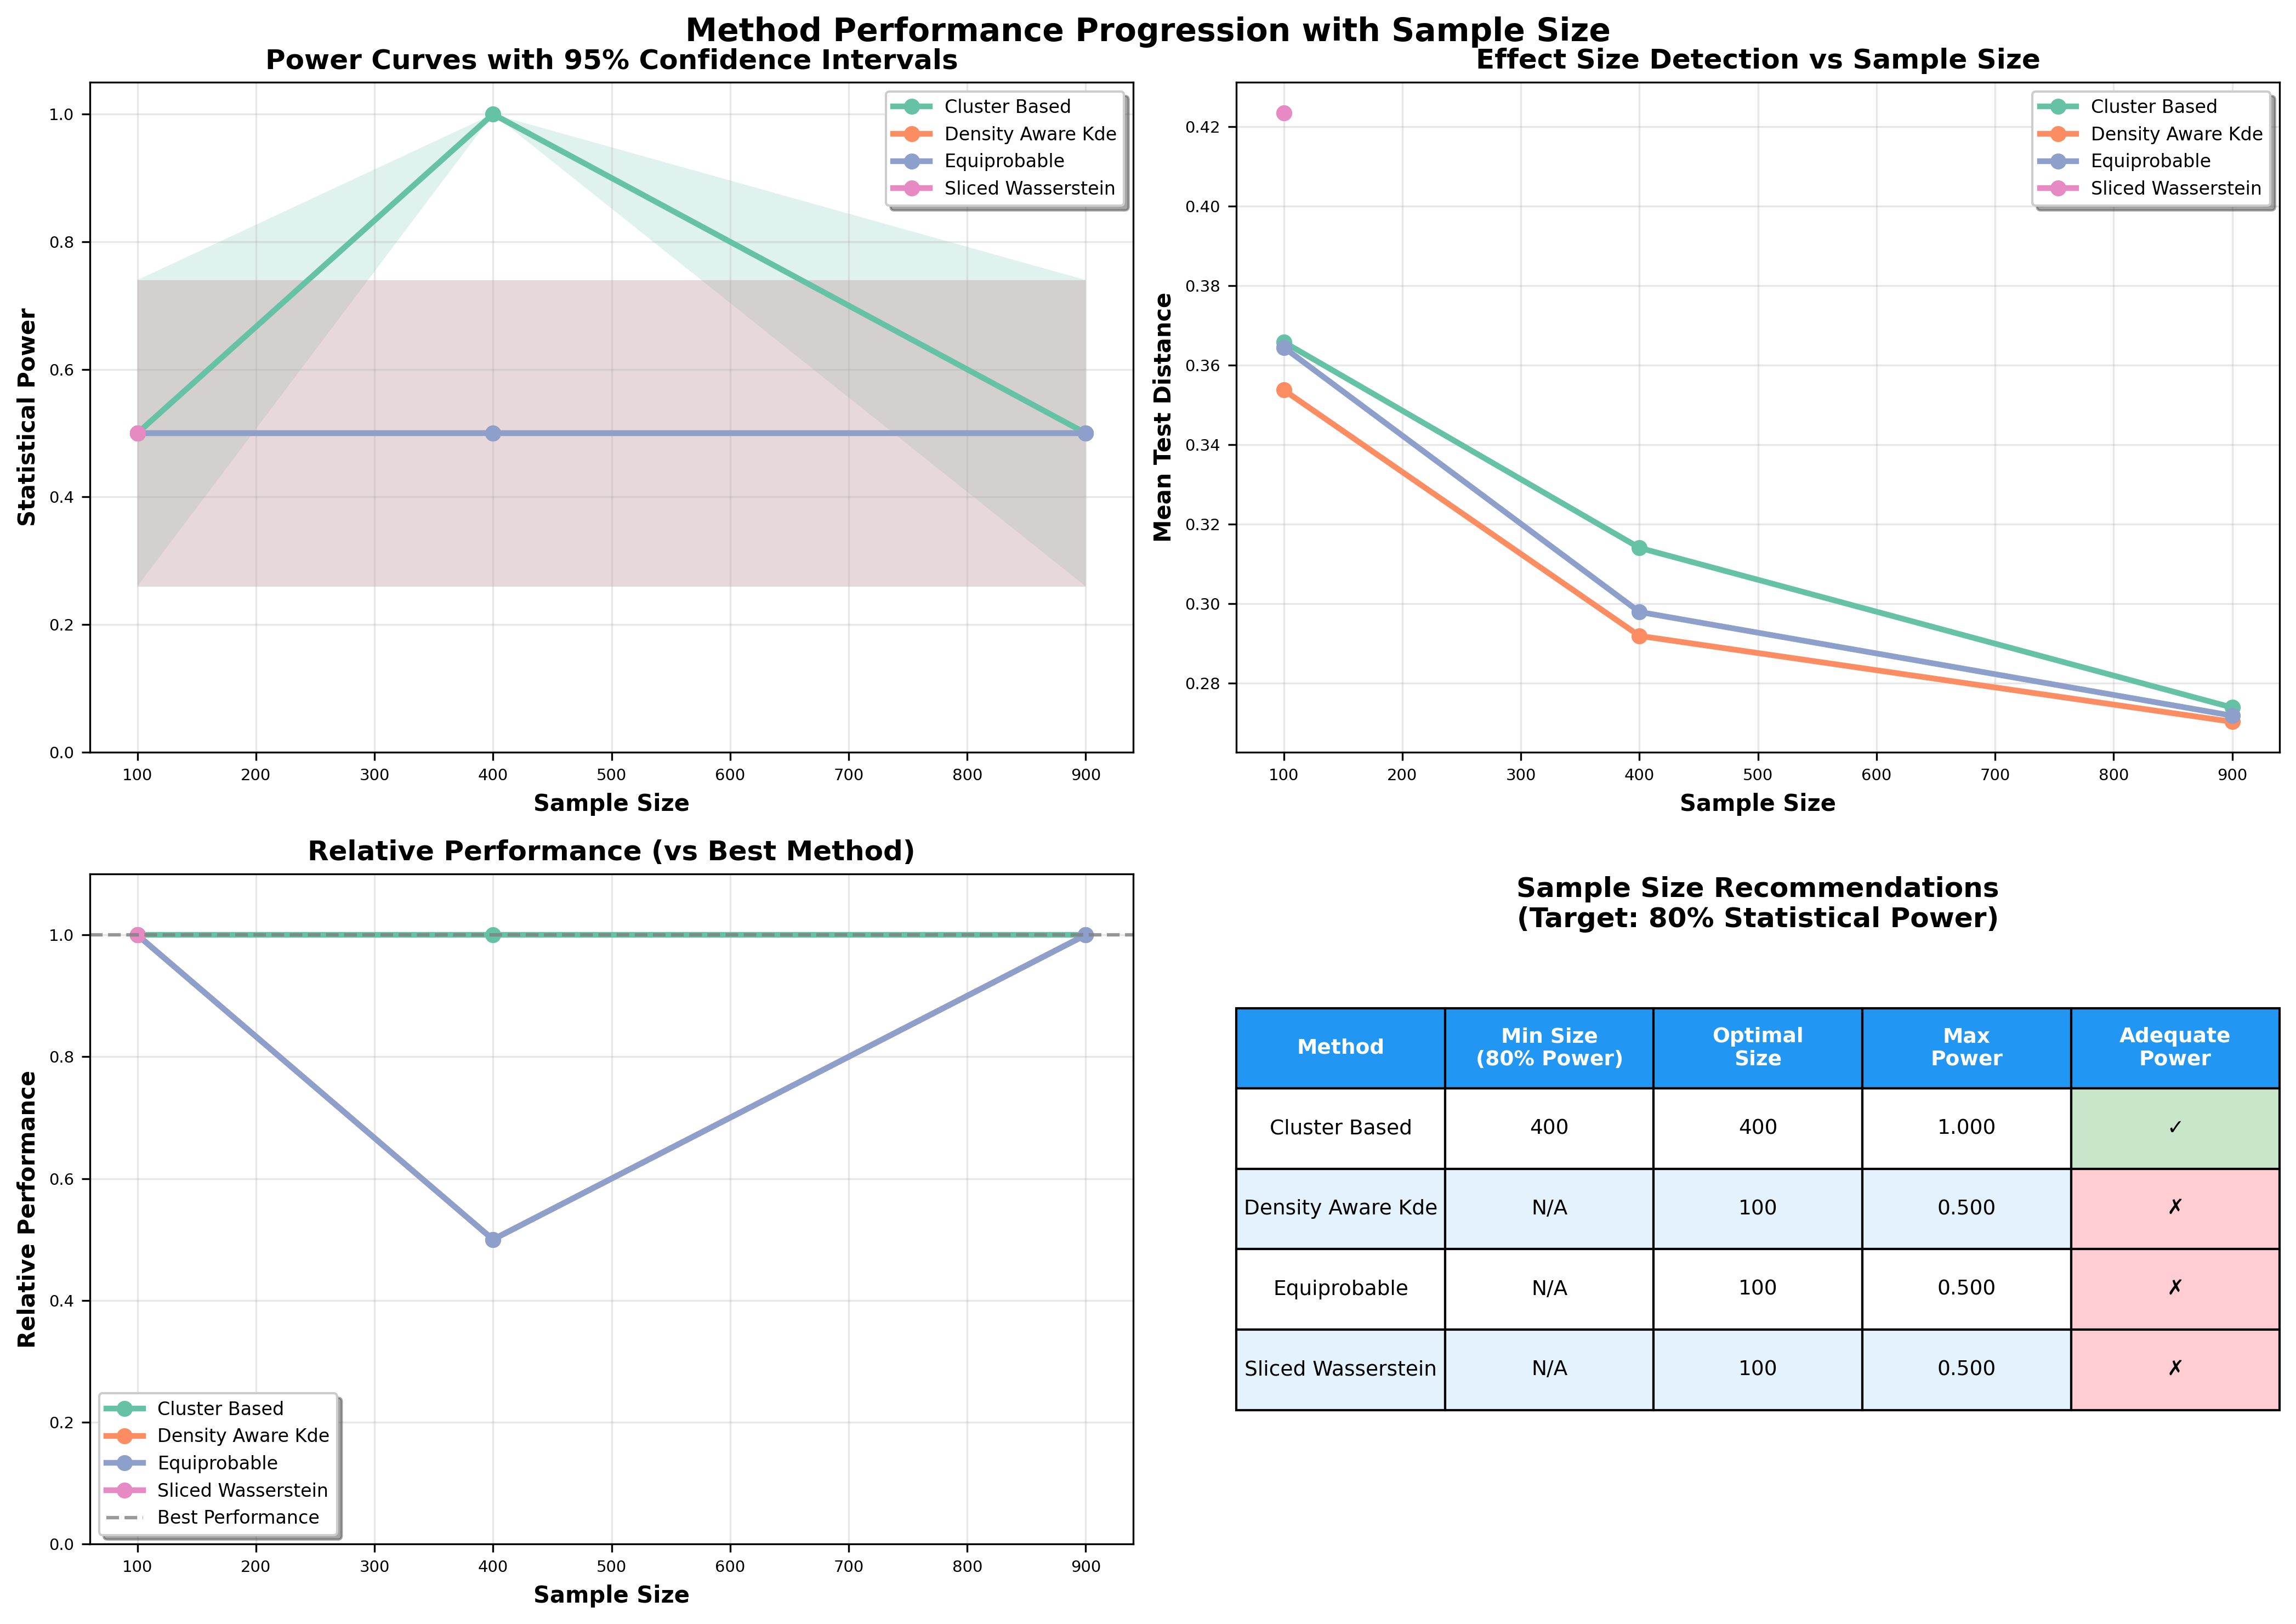 Method Performance Progression with Sample Size
Power Curves with 95% Confidence Intervals
Statistical Power
1.0
0.8
0.6
0.4
0.2
0.0
Cluster Based
Density Aware Kde
Equiprobable
Sliced Wasserstein
100 200 300 400 500 600 700 800 900
Sample Size
Effect Size Detection vs Sample Size
Mean Test Distance
0.42
0.40
0.38
0.36
0.34
0.32
0.30
0.28
Cluster Based
Density Aware Kde
Equiprobable
Sliced Wasserstein
100 200 300 400 500 600 700 800 900
Sample Size
Relative Performance (vs Best Method)
Relative Performance
1.0
0.8
0.6
0.4
0.2
0.0
Cluster Based
Density Aware Kde
Equiprobable
Sliced Wasserstein
Best Performance
100 200 300 400 500 600 700 800 900
Sample Size
Sample Size Recommendations
(Target: 80% Statistical Power)
Method
Min Size
(80% Power)
Optimal
Size
Max
Power
Adequate
Power
Cluster Based 400 400 1.000 ✓
Density Aware Kde N/A 100 0.500 ✗
Equiprobable N/A 100 0.500 ✗
Sliced Wasserstein N/A 100 0.500 ✗